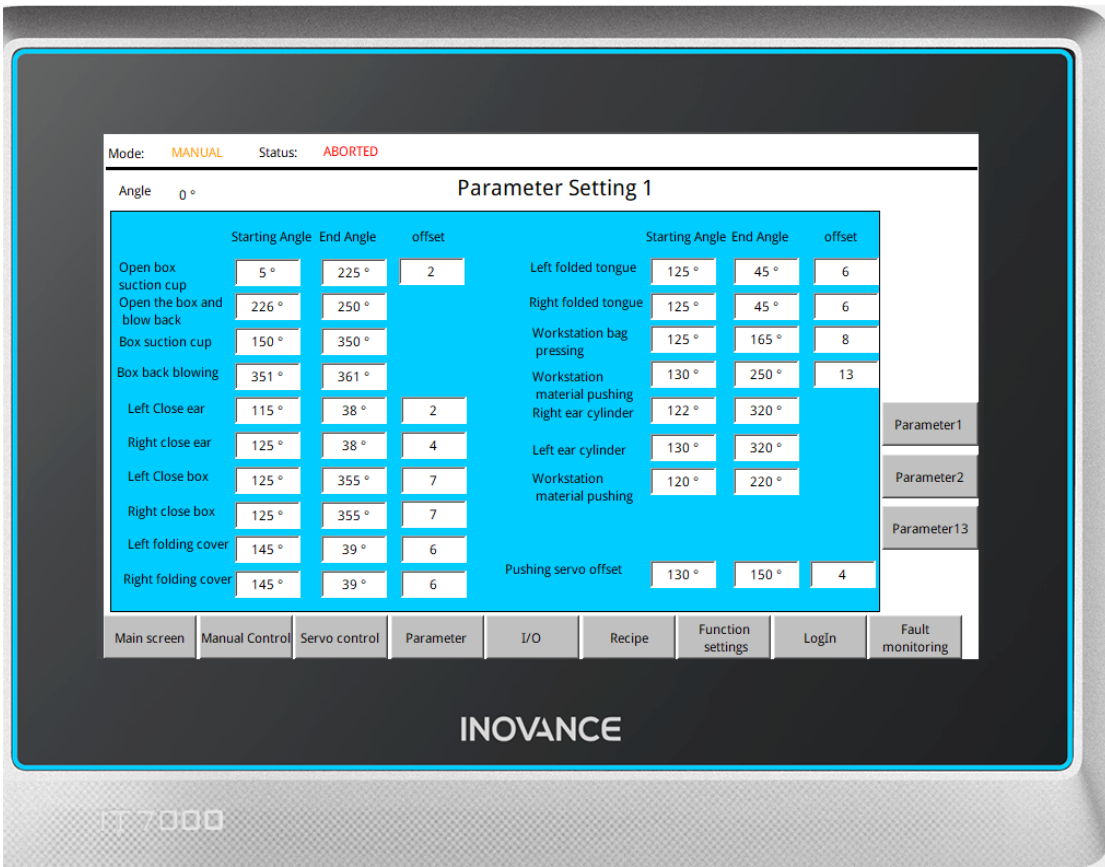 Mode: MANUAL Status: ABORTED
Angle 0 ° Parameter Setting 1
Starting Angle End Angle offset
Open box
suction cup 5 ° 225 ° 2
Open the box and
blow back 226 ° 250 °
Box suction cup 150 ° 350 °
Box back blowing 351 ° 361 °
Left Close ear 115 ° 38 ° 2
Right close ear 125 ° 38 ° 4
Left Close box 125 ° 355 ° 7
Right close box 125 ° 355 ° 7
Left folding cover 145 ° 39 ° 6
Right folding cover 145 ° 39 ° 6
Starting Angle End Angle offset
Left folded tongue 125 ° 45 ° 6
Right folded tongue 125 ° 45 ° 6
Workstation bag
pressing 125 ° 165 ° 8
Workstation
material pushing 130 ° 250 ° 13
Right ear cylinder 122 ° 320 °
Left ear cylinder 130 ° 320 °
Workstation
material pushing 120 ° 220 °
Pushing servo offset 130 ° 150 ° 4
Parameter1
Parameter2
Parameter13
Main screen Manual Control Servo control Parameter I/O Recipe Function
settings LogIn Fault
monitoring
INOVANCE
IT7000